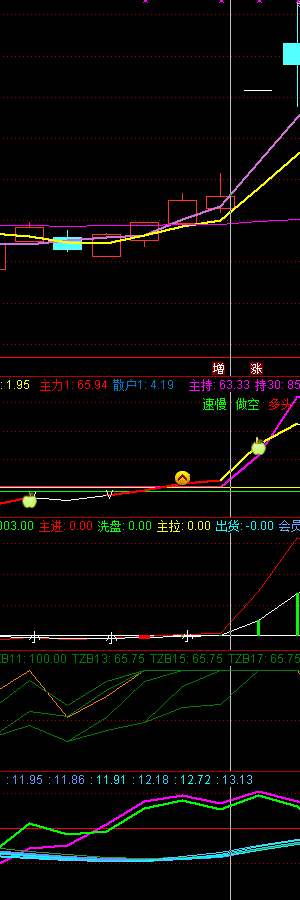 增 涨
: 1.95 主力1: 65.94 散户1: 4.19 主持: 63.33 持30: 85
速慢 做空 多头
小 小 小
003.00 主进: 0.00 洗盘: 0.00 主拉: 0.00 出货: -0.00 会员
ZB11: 100.00 TZB13: 65.75 TZB15: 65.75 TZB17: 65.75
: 11.95 : 11.86 : 11.91 : 12.18 : 12.72 : 13.13